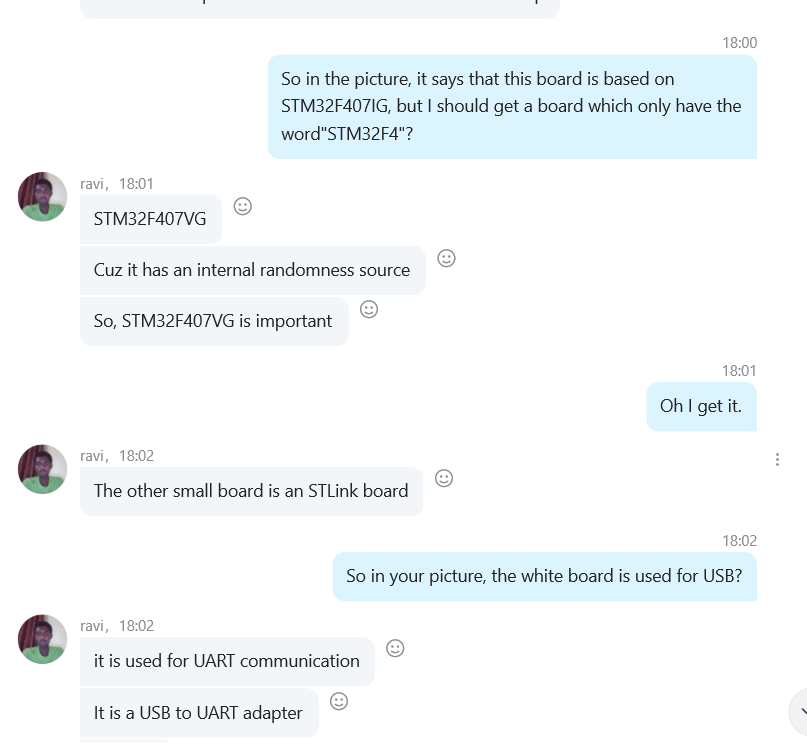 18:00
So in the picture, it says that this board is based on
STM32F407IG, but I should get a board which only have the
word"STM32F4"?
ravi, 18:01
STM32F407VG
Cuz it has an internal randomness source
So, STM32F407VG is important
18:01
Oh I get it.
ravi, 18:02
The other small board is an STLink board
18:02
So in your picture, the white board is used for USB?
ravi, 18:02
it is used for UART communication
It is a USB to UART adapter